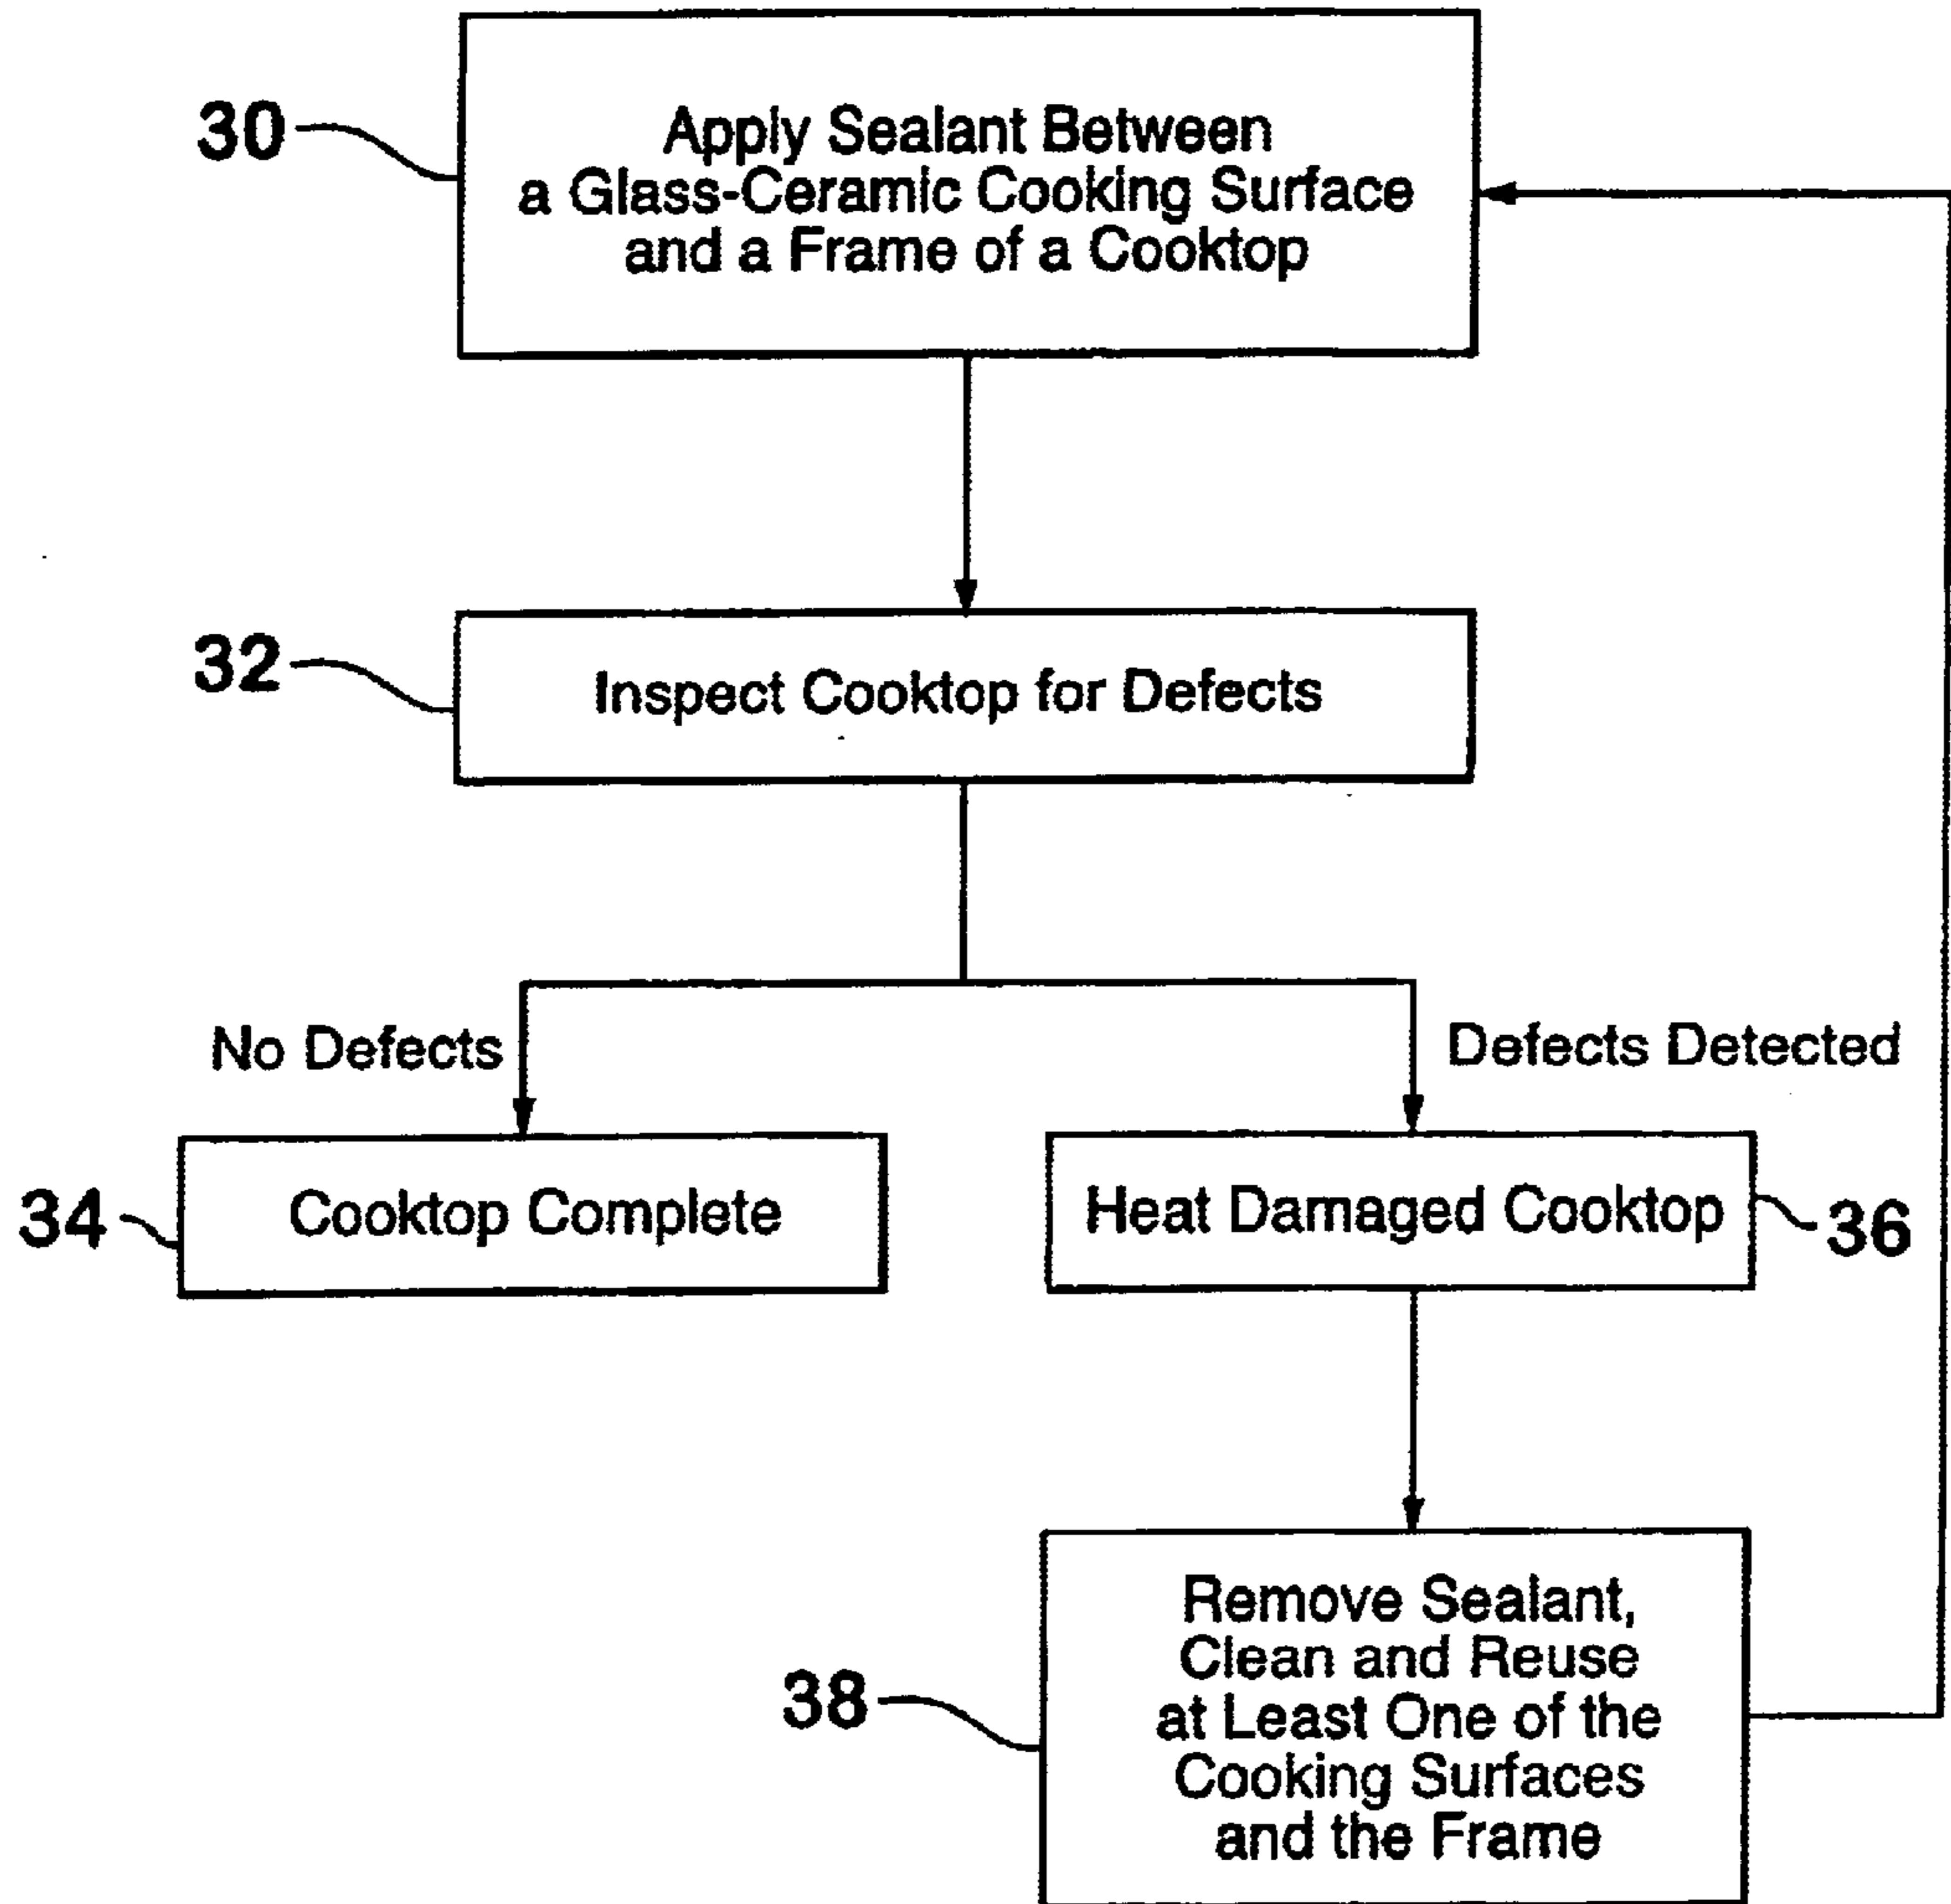 30
Apply Sealant Between
a Glass-Ceramic Cooking Surface
and a Frame of a Cooktop
32
Inspect Cooktop for Defects
No Defects
Defects Detected
34
Cooktop Complete
Heat Damaged Cooktop
36
38
Remove Sealant,
Clean and Reuse
at Least One of the
Cooking Surfaces
and the Frame